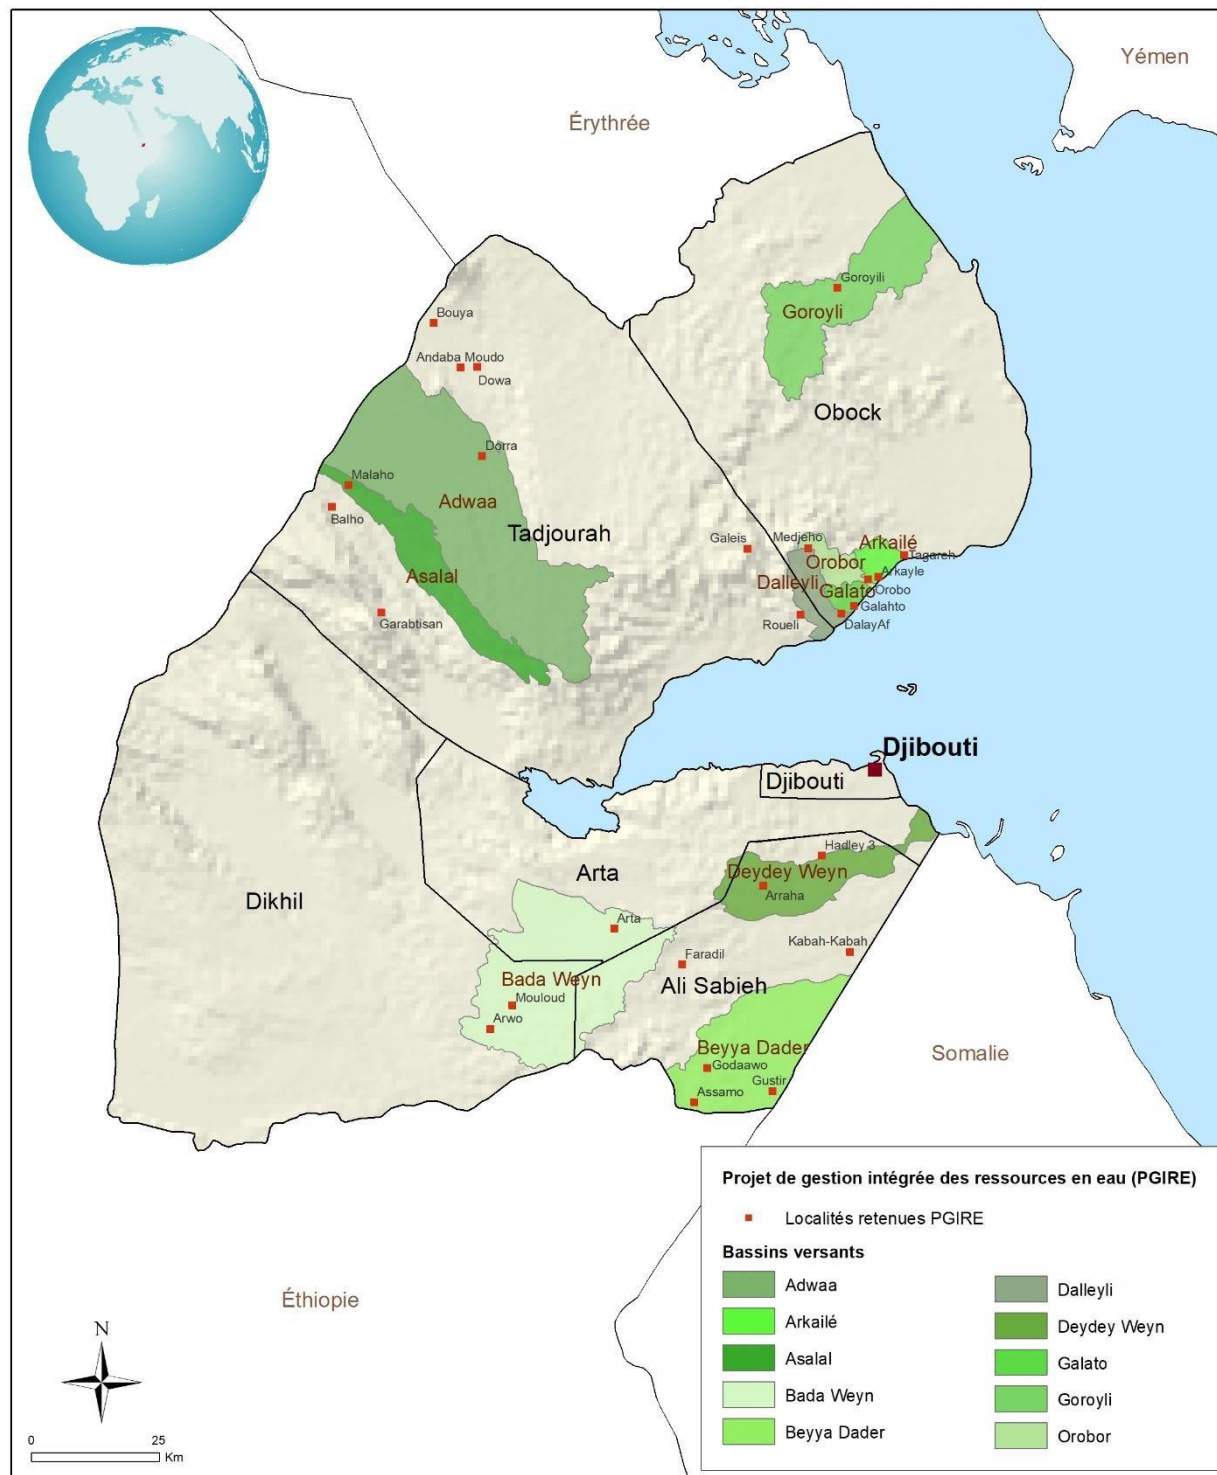 Yémen
Érythrée
Goroyili
Goroyli
Bouya
Andaba Moudo
Dowa
Obock
Dorra
Malaho
Adwaa
Balho
Tadjourah
Galeis
Medjeho
Arkailé
Tagareh
Orobor
Arkayle
Asalal
Dalleyli
Galato
Orobo
Galahto
Garabtisan
Roueli
DalayAf
Djibouti
Djibouti
Hadley 3
Arta
Deydey Weyn
Arraha
Dikhil
Arta
Kabah-Kabah
Faradil
Bada Weyn
Ali Sabieh
Mouloud
Arwo
Beyya Dader
Somalie
Godaawo
Gustir
Assamo
Éthiopie
Projet de gestion intégrée des ressources en eau (PGIRE)
Localités retenues PGIRE
Bassins versants
Adwaa
Arkailé
Asalal
Bada Weyn
Beyya Dader
Dalleyli
Deydey Weyn
Galato
Goroyli
Orobor
N
0 25
Km